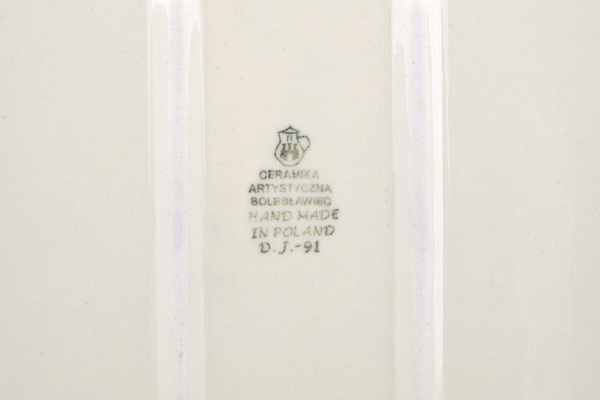 CERAMIKA
ARTYSTYCZNA
BOLESŁAWIEC
HAND MADE
IN POLAND
D.J.-91